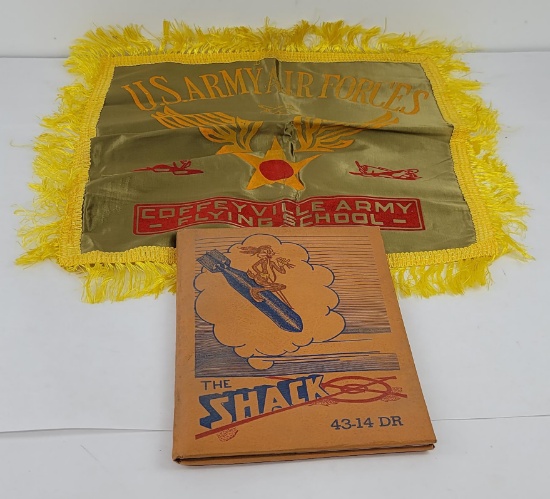 U.S. ARMY AIR FORCES
COFFEYVILLE ARMY
- FLYING SCHOOL -
THE
SHACK
43-14 DR